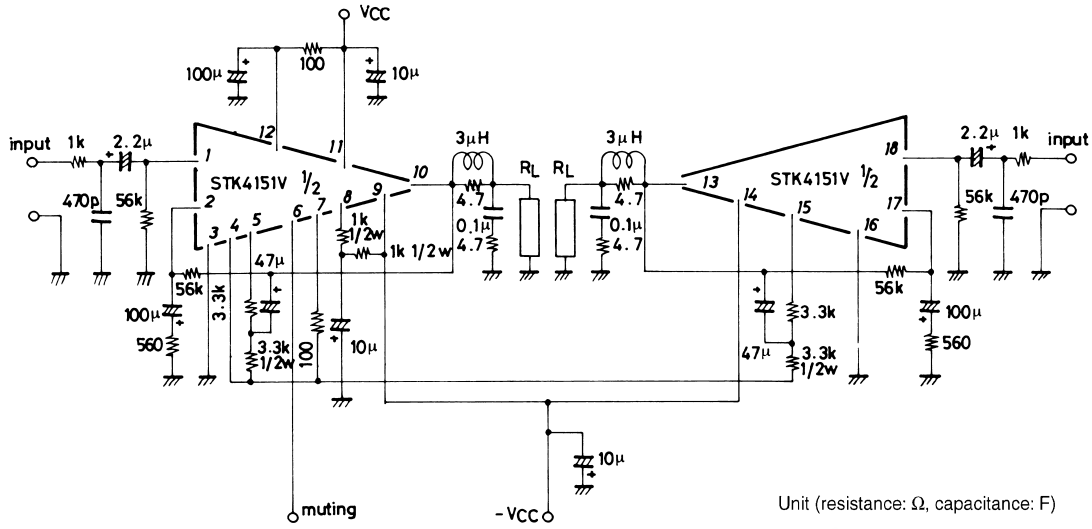 VCC
100μ
+
100
+
10μ
input
1k
2.2μ
+
470p
56k
1
2
3
4
5
6
7
8
9
10
11
12
STK4151V 1/2
3μH
4.7
0.1μ
4.7
RL
RL
3μH
4.7
0.1μ
4.7
13
14
15
16
17
18
STK4151V 1/2
2.2μ
+
1k
input
56k
470p
1k
1/2w
1k 1/2w
56k
100μ
+
560
3.3k
47μ
+
3.3k
1/2w
100
+
10μ
+
47μ
3.3k
3.3k
1/2w
56k
+
100μ
560
10μ
+
muting
-VCC
Unit (resistance: Ω, capacitance: F)